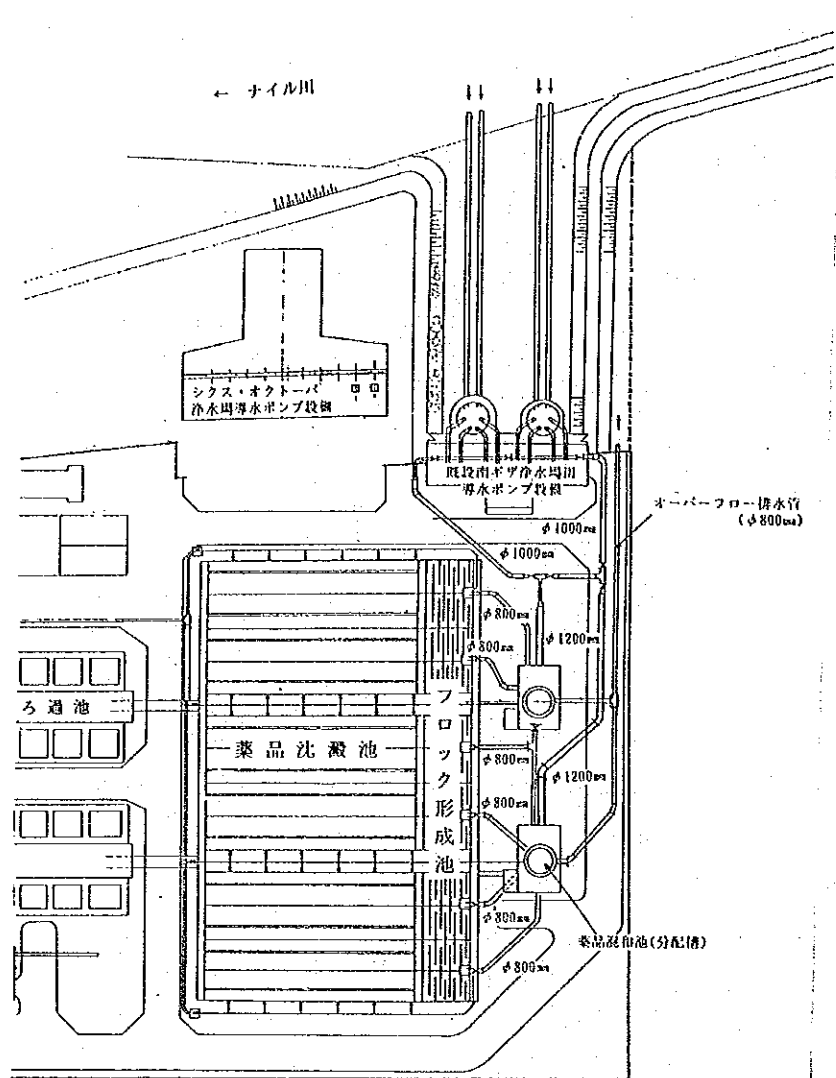 ← ナイル川
シクス・オクトーバ
浄水場導水ポンプ設備
既設南ギザ浄水場用
導水ポンプ設備
オーバーフロー排水管
(φ800㎜)
φ1000㎜
φ1000㎜
φ800㎜
φ800㎜
φ1200㎜
ろ過池
フロック形成池
薬品沈澱池
φ800㎜
φ1200㎜
φ800㎜
φ800㎜
薬品混和池(分配槽)
φ800㎜